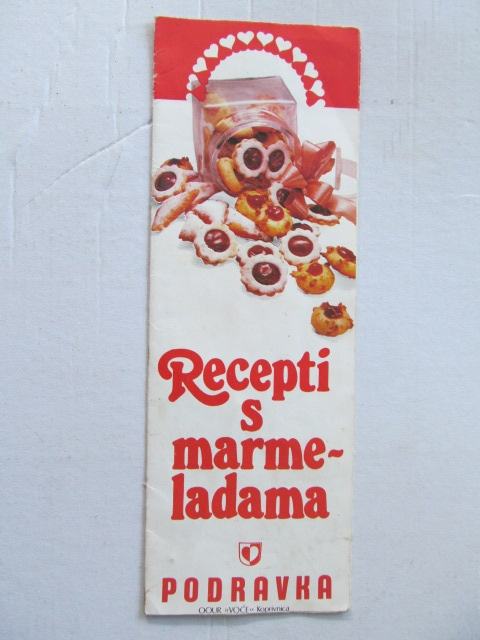 Recepti
s
marme-
ladama
PODRAVKA
OOUR »VOĆE« Koprivnica